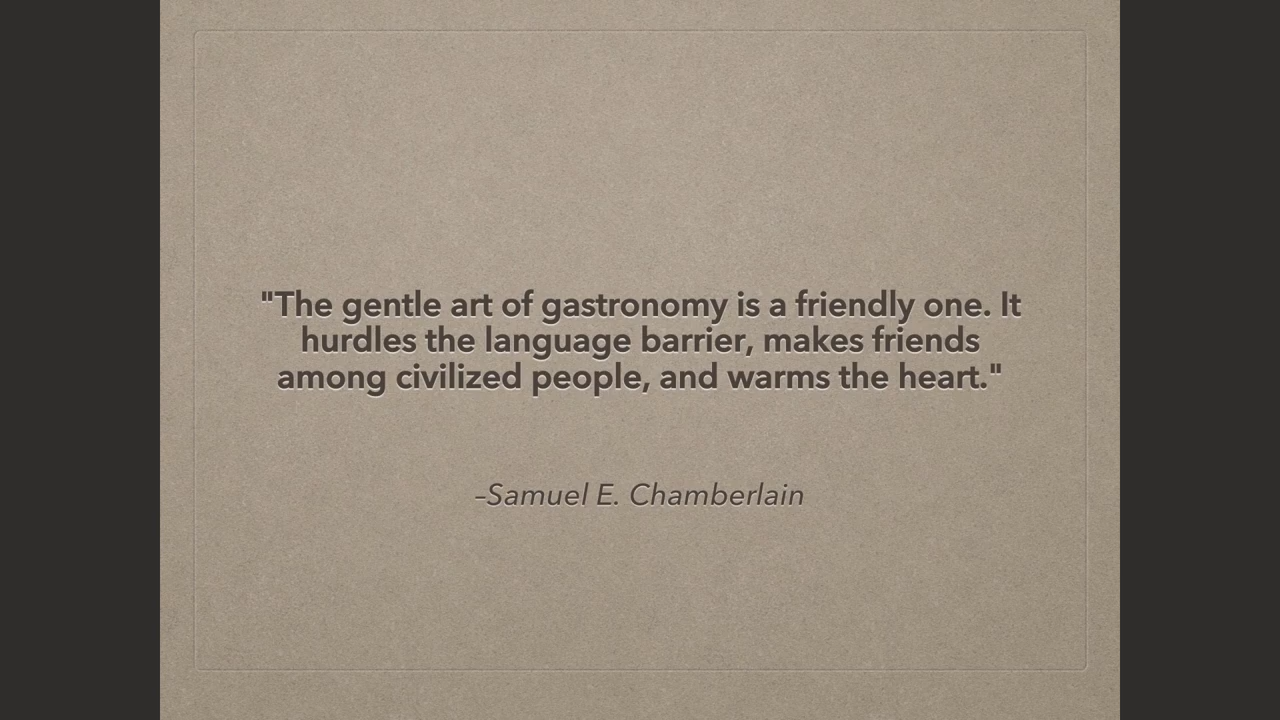 "The gentle art of gastronomy is a friendly one. It
hurdles the language barrier, makes friends
among civilized people, and warms the heart."
–Samuel E. Chamberlain